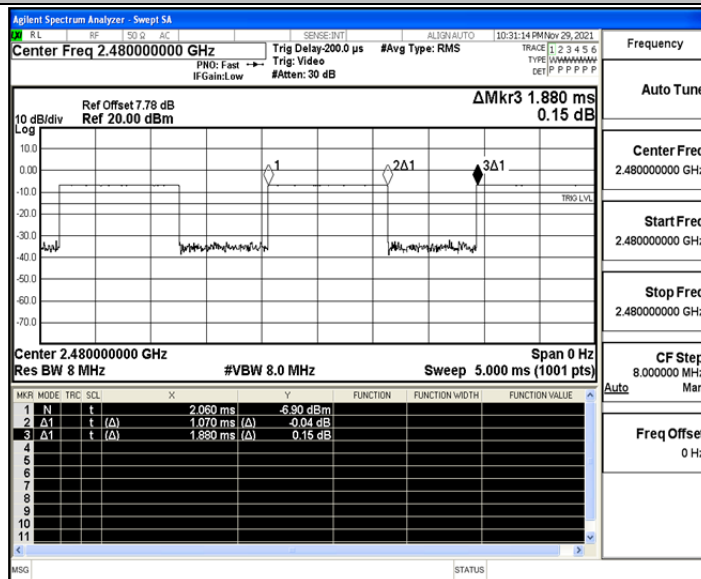 Agilent Spectrum Analyzer - Swept SA
RL RF 50 Ω AC SENSE:INT ALIGNAUTO 10:31:14 PM Nov 29, 2021
Center Freq 2.480000000 GHz
PNO: Fast
IFGain:Low
Trig Delay-200.0 µs
Trig: Video
#Atten: 30 dB
#Avg Type: RMS
TRACE 1 2 3 4 5 6
TYPE
DET P P P P P P
Ref Offset 7.78 dB
10 dB/div Ref 20.00 dBm
Log
ΔMkr3 1.880 ms
0.15 dB
10.0
0.00
-10.0
-20.0
-30.0
-40.0
-50.0
-60.0
-70.0
1
2Δ1
3Δ1
TRIG LVL
Center 2.480000000 GHz Span 0 Hz
Res BW 8 MHz #VBW 8.0 MHz Sweep 5.000 ms (1001 pts)
MKR MODE TRC SCL X Y FUNCTION FUNCTION WIDTH FUNCTION VALUE
1 N t 2.060 ms -6.90 dBm
2 Δ1 t (Δ) 1.070 ms (Δ) -0.04 dB
3 Δ1 t (Δ) 1.880 ms (Δ) 0.15 dB
4
5
6
7
8
9
10
11
MSG STATUS
Frequency
Auto Tune
Center Freq
2.480000000 GHz
Start Freq
2.480000000 GHz
Stop Freq
2.480000000 GHz
CF Step
8.000000 MHz
Auto Man
Freq Offset
0 Hz